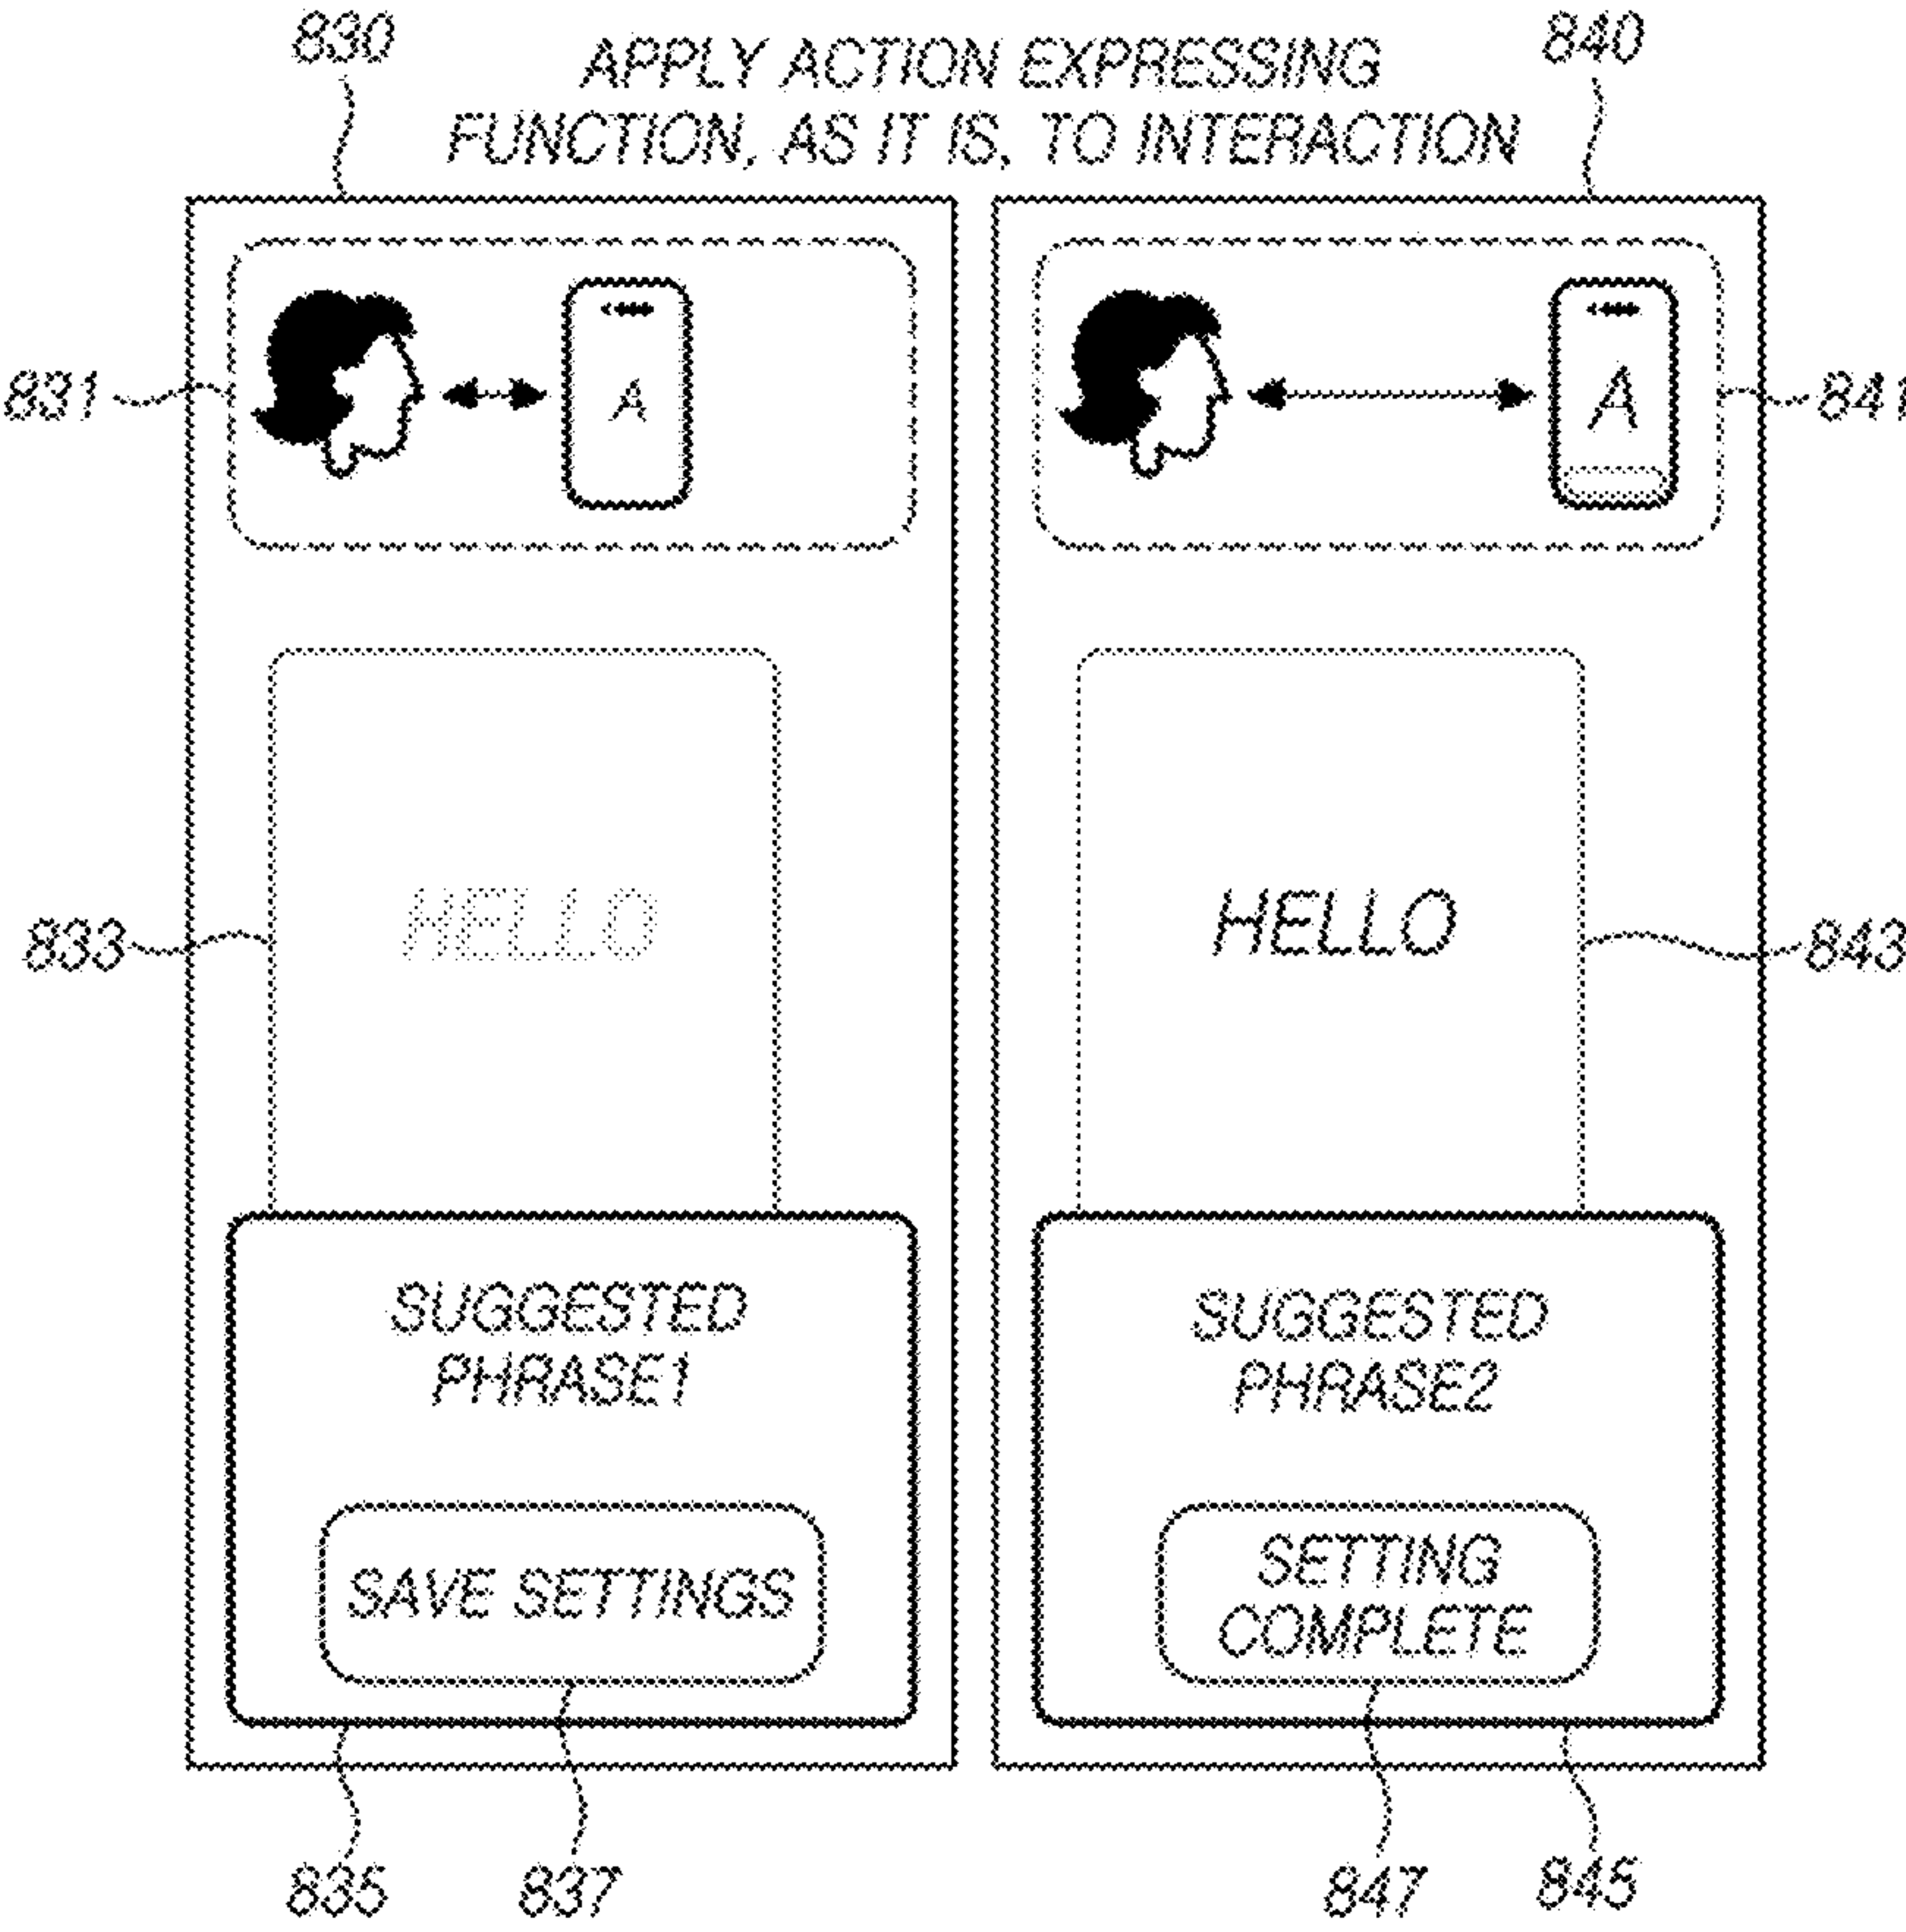 830
840
APPLY ACTION EXPRESSING
FUNCTION, AS IT IS, TO INTERACTION
831
A
A
841
833
HELLO
HELLO
843
SUGGESTED
PHRASE1
SUGGESTED
PHRASE2
SAVE SETTINGS
SETTING
COMPLETE
835
837
847
845